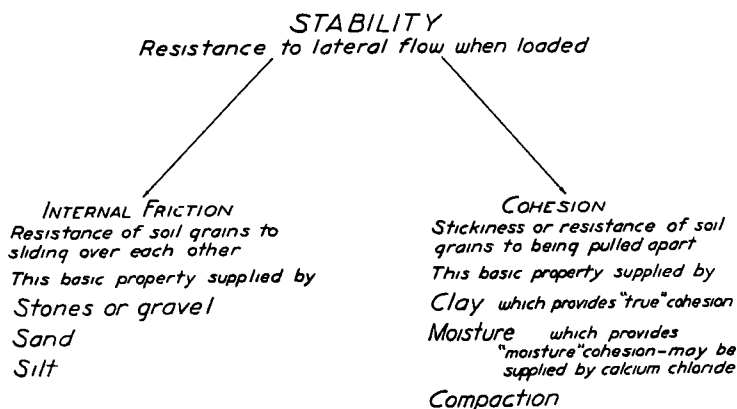 STABILITY
Resistance to lateral flow when loaded
INTERNAL FRICTION
Resistance of soil grains to
sliding over each other
This basic property supplied by
Stones or gravel
Sand
Silt
COHESION
Stickiness or resistance of soil
grains to being pulled apart
This basic property supplied by
Clay which provides "true" cohesion
Moisture which provides
"moisture" cohesion-may be
supplied by calcium chloride
Compaction